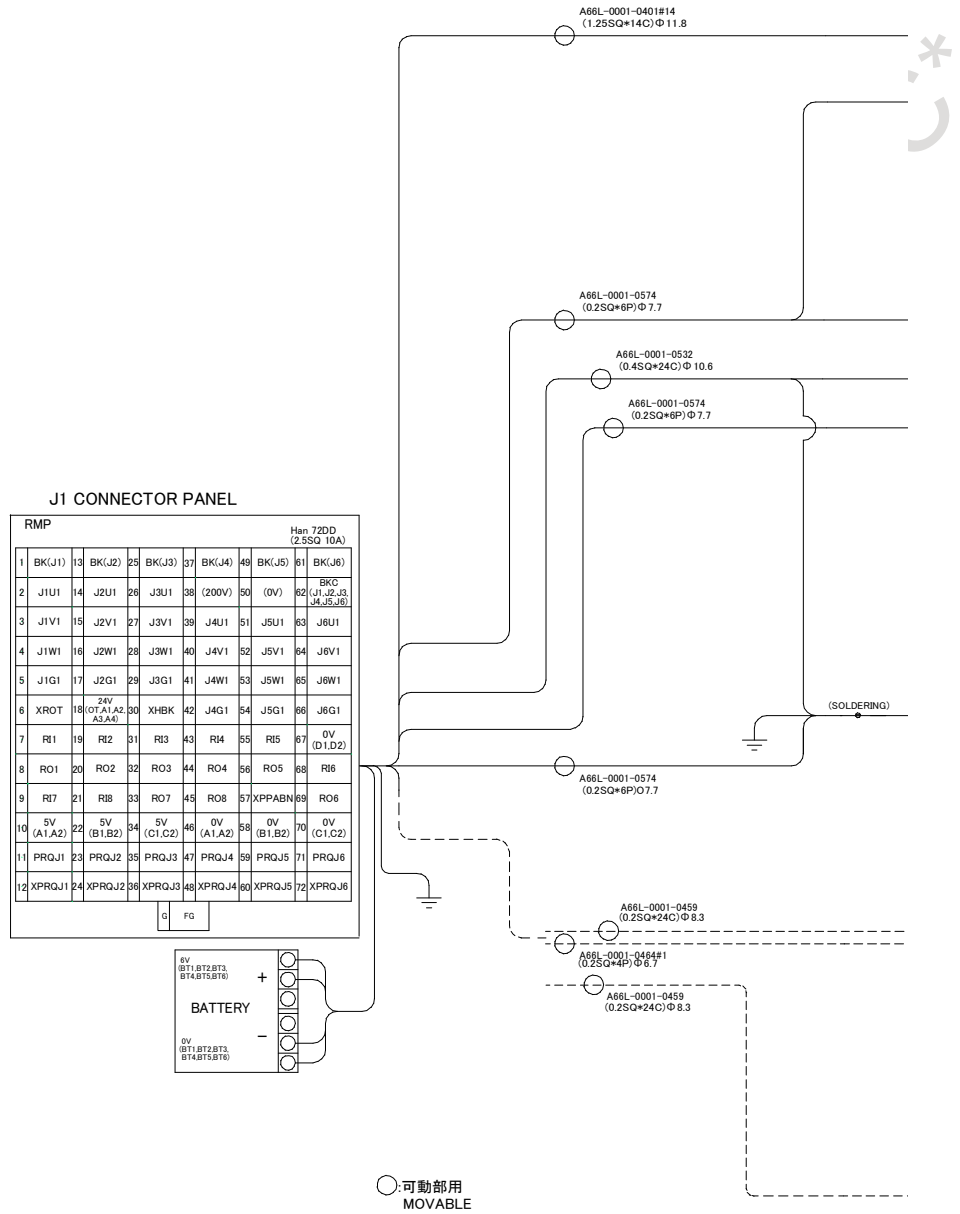 A66L-0001-0401#14
(1.25SQ*14C)Φ11.8
A66L-0001-0574
(0.2SQ*6P)Φ7.7
A66L-0001-0532
(0.4SQ*24C)Φ10.6
A66L-0001-0574
(0.2SQ*6P)Φ7.7
J1 CONNECTOR PANEL
RMP
Han 72DD
(2.5SQ 10A)
1 BK(J1) 13 BK(J2) 25 BK(J3) 37 BK(J4) 49 BK(J5) 61 BK(J6)
2 J1U1 14 J2U1 26 J3U1 38 (200V) 50 (0V) 62 BKC (J1,J2,J3, J4,J5,J6)
3 J1V1 15 J2V1 27 J3V1 39 J4U1 51 J5U1 63 J6U1
4 J1W1 16 J2W1 28 J3W1 40 J4V1 52 J5V1 64 J6V1
5 J1G1 17 J2G1 29 J3G1 41 J4W1 53 J5W1 65 J6W1
6 XROT 18 24V (OT,A1,A2, A3,A4) 30 XHBK 42 J4G1 54 J5G1 66 J6G1
7 RI1 19 RI2 31 RI3 43 RI4 55 RI5 67 0V (D1,D2)
8 RO1 20 RO2 32 RO3 44 RO4 56 RO5 68 RI6
9 RI7 21 RI8 33 RO7 45 RO8 57 XPPABN 69 RO6
10 5V (A1,A2) 22 5V (B1,B2) 34 5V (C1,C2) 46 0V (A1,A2) 58 0V (B1,B2) 70 0V (C1,C2)
11 PRQJ1 23 PRQJ2 35 PRQJ3 47 PRQJ4 59 PRQJ5 71 PRQJ6
12 XPRQJ1 24 XPRQJ2 36 XPRQJ3 48 XPRQJ4 60 XPRQJ5 72 XPRQJ6
G FG
(SOLDERING)
A66L-0001-0574
(0.2SQ*6P)O7.7
A66L-0001-0459
(0.2SQ*24C)Φ8.3
A66L-0001-0464#1
(0.2SQ*4P)Φ6.7
A66L-0001-0459
(0.2SQ*24C)Φ8.3
6V
(BT1,BT2,BT3,
BT4,BT5,BT6)
+
BATTERY
−
0V
(BT1,BT2,BT3,
BT4,BT5,BT6)
:可動部用
MOVABLE